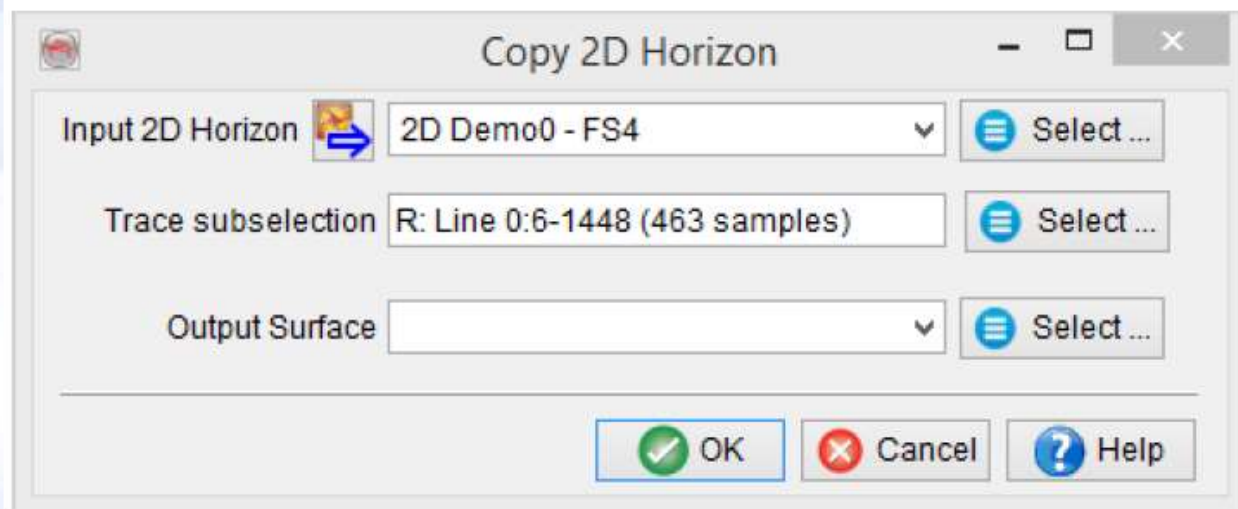 Copy 2D Horizon
Input 2D Horizon 2D Demo0 - FS4 Select ...
Trace subselection R: Line 0:6-1448 (463 samples) Select ...
Output Surface Select ...
OK Cancel Help